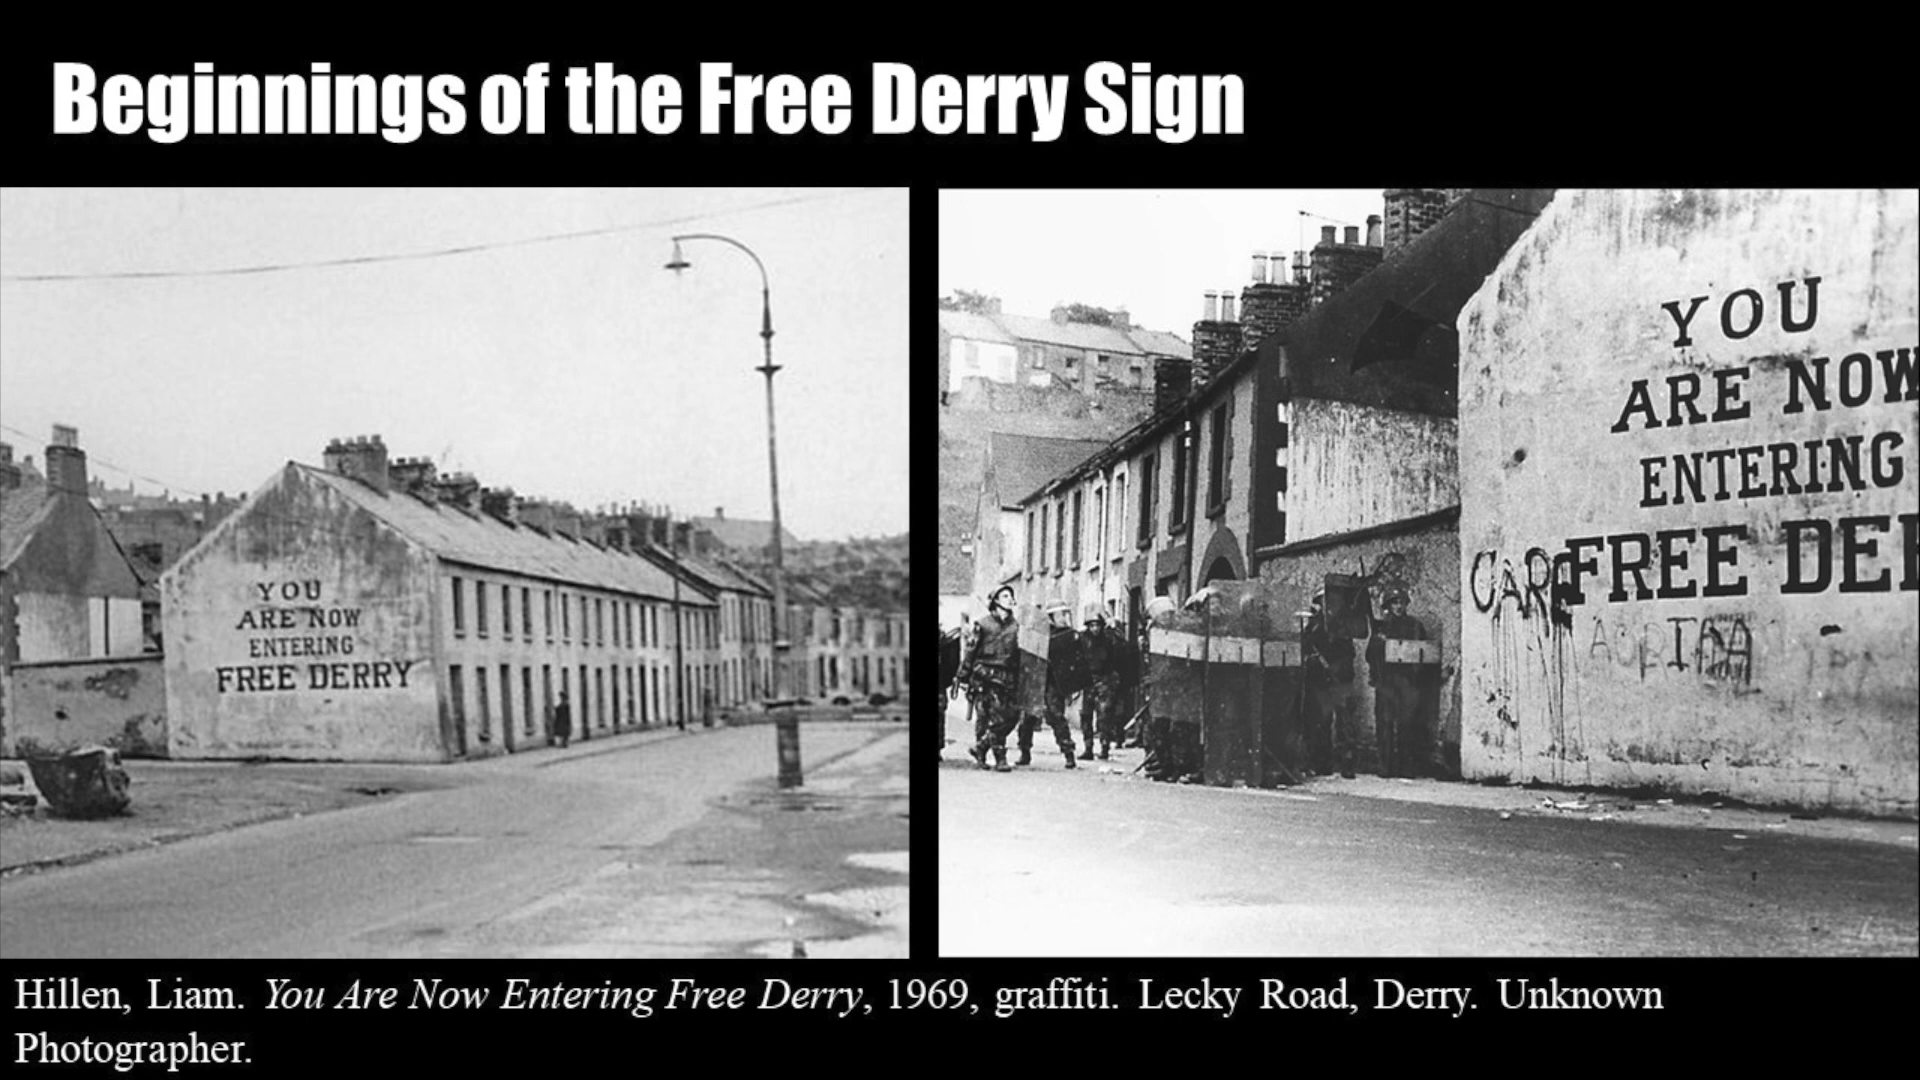 Beginnings of the Free Derry Sign
YOU
ARE NOW
ENTERING
FREE DERRY
YOU
ARE NOW
ENTERING
FREE DE
Hillen, Liam. You Are Now Entering Free Derry, 1969, graffiti. Lecky Road, Derry. Unknown
Photographer.